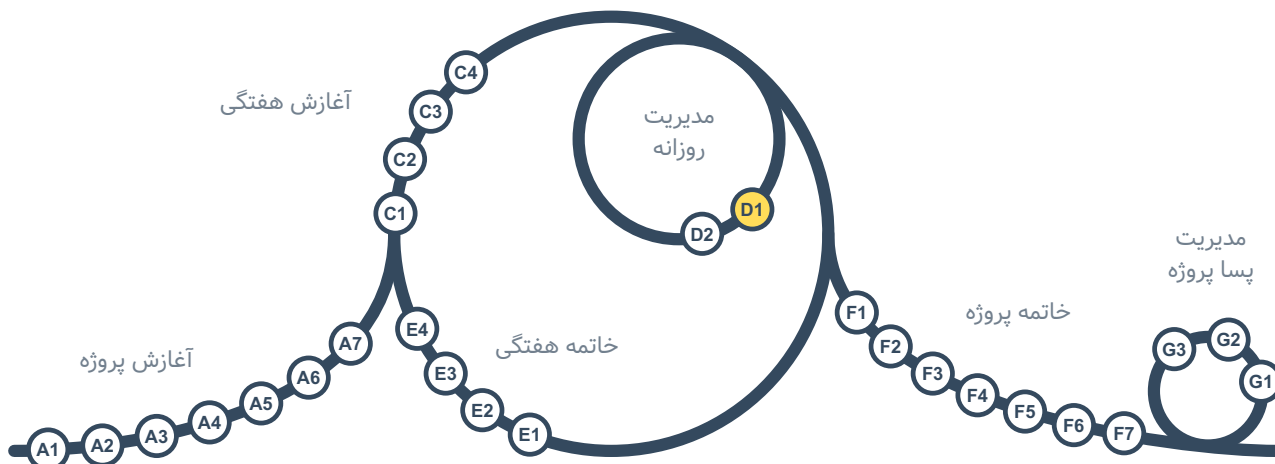 آغازش پروژه
A1
A2
A3
A4
A5
A6
A7
آغازش هفتگی
C1
C2
C3
C4
مدیریت
روزانه
D1
D2
خاتمه هفتگی
E1
E2
E3
E4
خاتمه پروژه
F1
F2
F3
F4
F5
F6
F7
مدیریت
پسا پروژه
G1
G2
G3